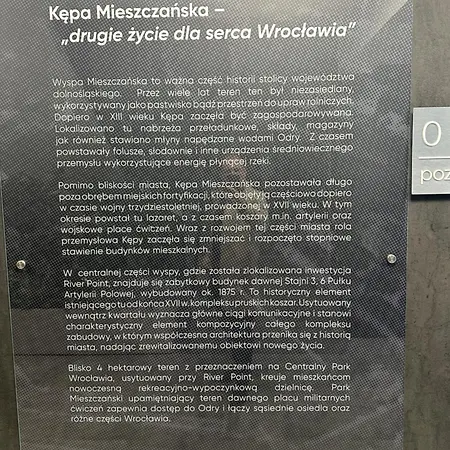 Kępa Mieszczańska –
„drugie życie dla serca Wrocławia”
Wyspa Mieszczańska to ważna część historii stolicy województwa
dolnośląskiego. Przez wiele lat teren ten był niezasiedlany,
wykorzystywany jako pastwisko bądź przestrzeń do upraw rolniczych.
Dopiero w XIII wieku Kępa zaczęła być zagospodarowywana.
Lokalizowano tu nabrzeża przeładunkowe, składy, magazyny
jak również stawiano młyny napędzane wodami Odry. Z czasem
powstawały folusze, słodownie i inne urządzenia średniowiecznego
przemysłu wykorzystujące energię płynącej rzeki.
Pomimo bliskości miasta, Kępa Mieszczańska pozostawała długo
poza obrębem miejskich fortyfikacji, które objęły ją częściowo dopiero
w czasie wojny trzydziestoletniej, prowadzonej w XVII wieku. W tym
okresie powstał tu lazaret, a z czasem koszary m.in. artylerii oraz
wojskowe place ćwiczeń. Wraz z rozwojem tej części miasta rola
przemysłowa Kępy zaczęła się zmniejszać i rozpoczęto stopniowe
stawienie budynków mieszkalnych.
W centralnej części wyspy, gdzie została zlokalizowana inwestycja
River Point, znajduje się zabytkowy budynek dawnej Stajni 3, 6 Pułku
Artylerii Polowej, wybudowany ok. 1875 r. To historyczny element
istniejącego tu od końca XVII w. kompleksu pruskich koszar. Usytuowany
wewnątrz kwartału wyznacza główne ciągi komunikacyjne i stanowi
charakterystyczny element kompozycyjny całego kompleksu
zabudowy, w którym współczesna architektura przenika się z historią
miasta, nadając zrewitalizowanemu obiektowi nowego życia.
Blisko 4 hektarowy teren z przeznaczeniem na Centralny Park
Wrocławia, usytuowany przy River Point, kreuje mieszkańcom
nowoczesną rekreacyjno-wypoczynkową dzielnicę. Park
Mieszczański upamiętniający teren dawnego placu militarnych
ćwiczeń zapewnia dostęp do Odry i łączy sąsiednie osiedla oraz
różne części Wrocławia.
0
poz